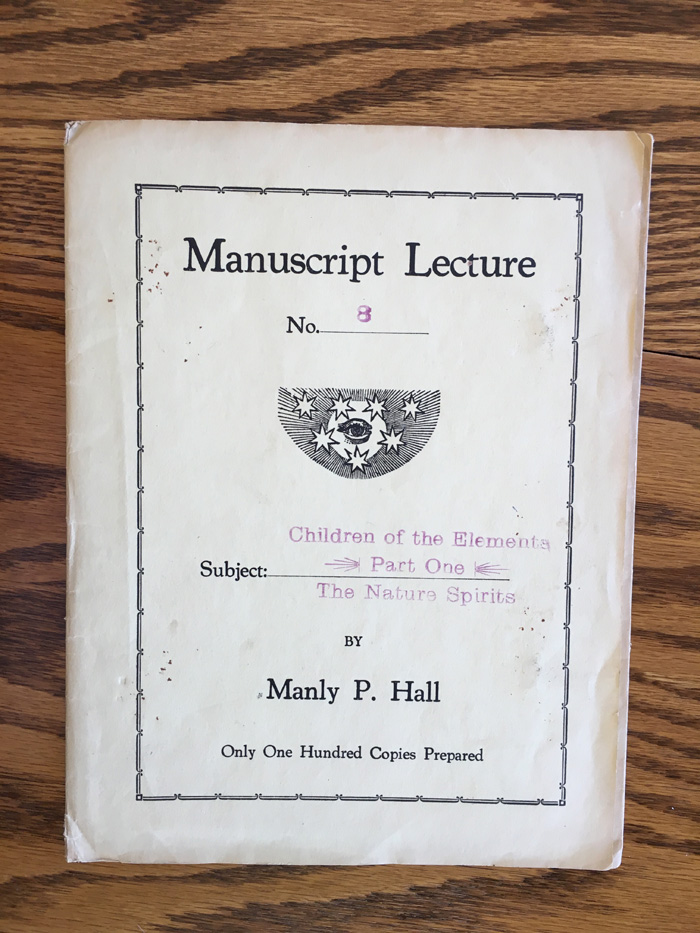 Manuscript Lecture
No. 8
Children of the Elements
Part One
Subject:
The Nature Spirits
BY
Manly P. Hall
Only One Hundred Copies Prepared